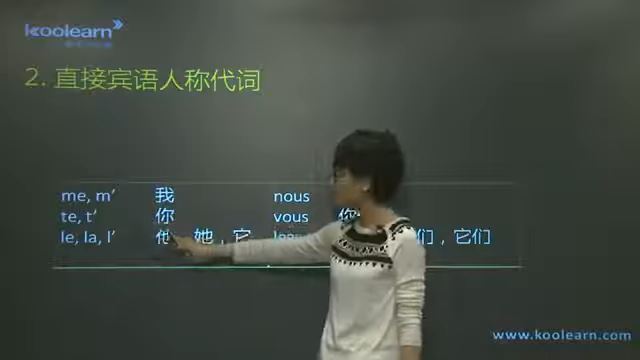 koolearn
2. 直接宾语人称代词
me, m' 我 nous
te, t' 你 vous 你
le, la, l' 他，她，它 们，它们
www.koolearn.com